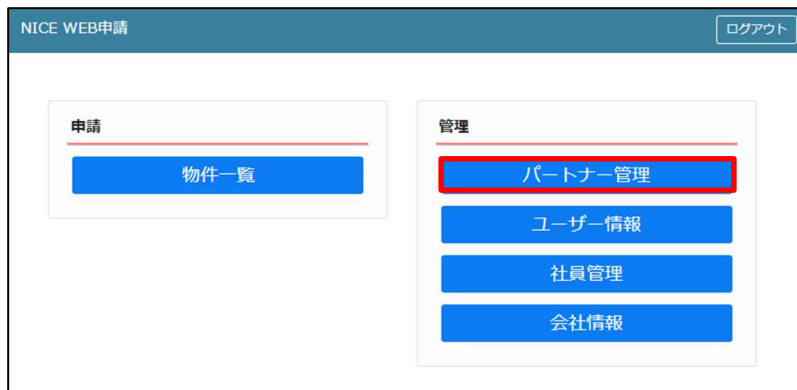 NICE WEB申請
ログアウト
申請
物件一覧
管理
パートナー管理
ユーザー情報
社員管理
会社情報